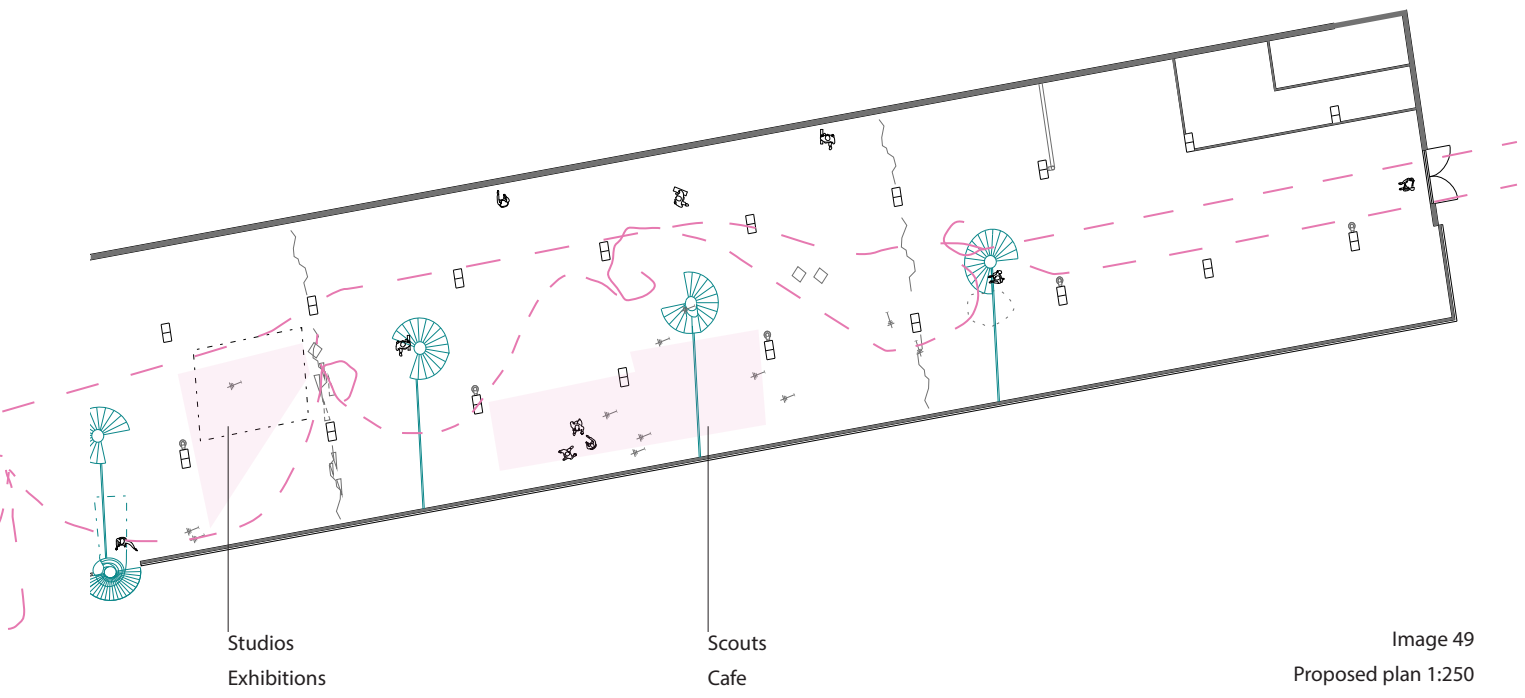 Studios
Exhibitions
Scouts
Cafe
Image 49
Proposed plan 1:250